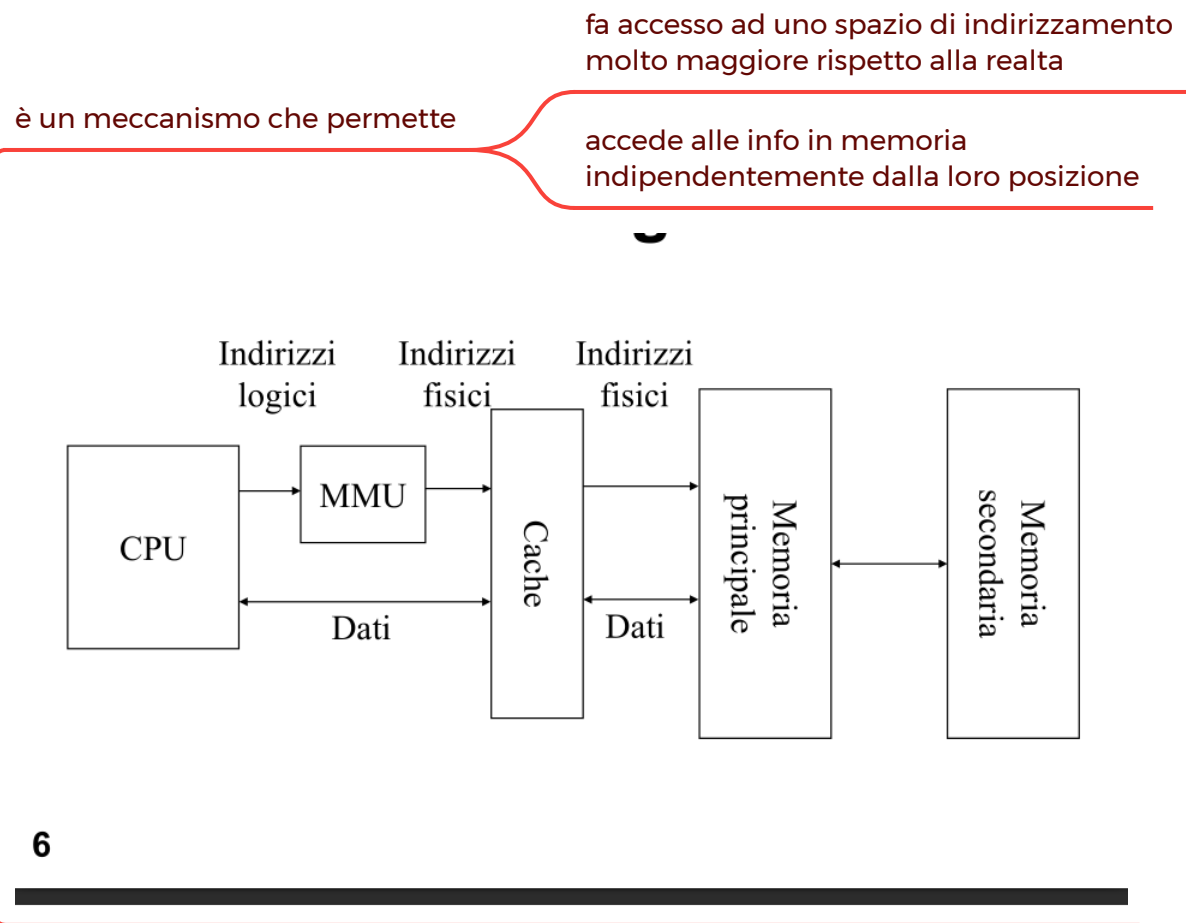 fa accesso ad uno spazio di indirizzamento
molto maggiore rispetto alla realta
è un meccanismo che permette
accede alle info in memoria
indipendentemente dalla loro posizione
Indirizzi
logici
Indirizzi
fisici
Indirizzi
fisici
CPU
MMU
Cache
Memoria
principale
Memoria
secondaria
Dati
Dati
6